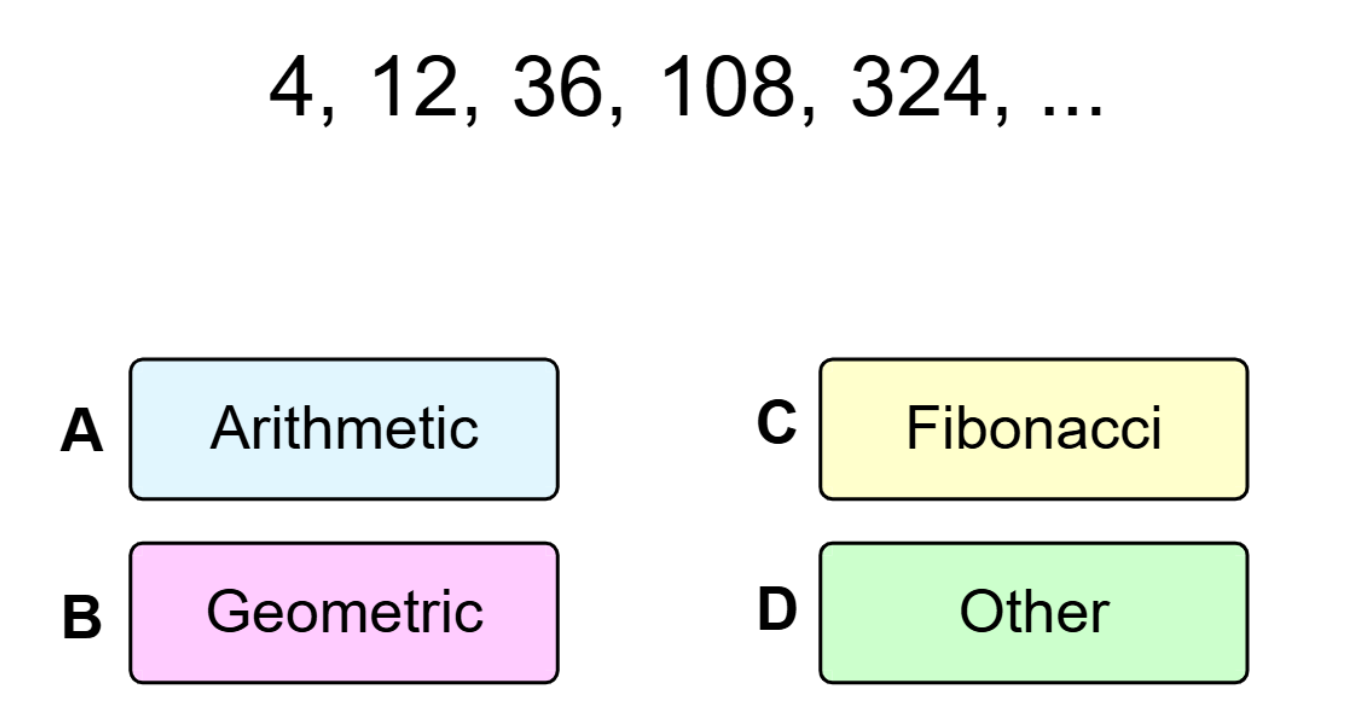 4, 12, 36, 108, 324, ...
A Arithmetic
B Geometric
C Fibonacci
D Other